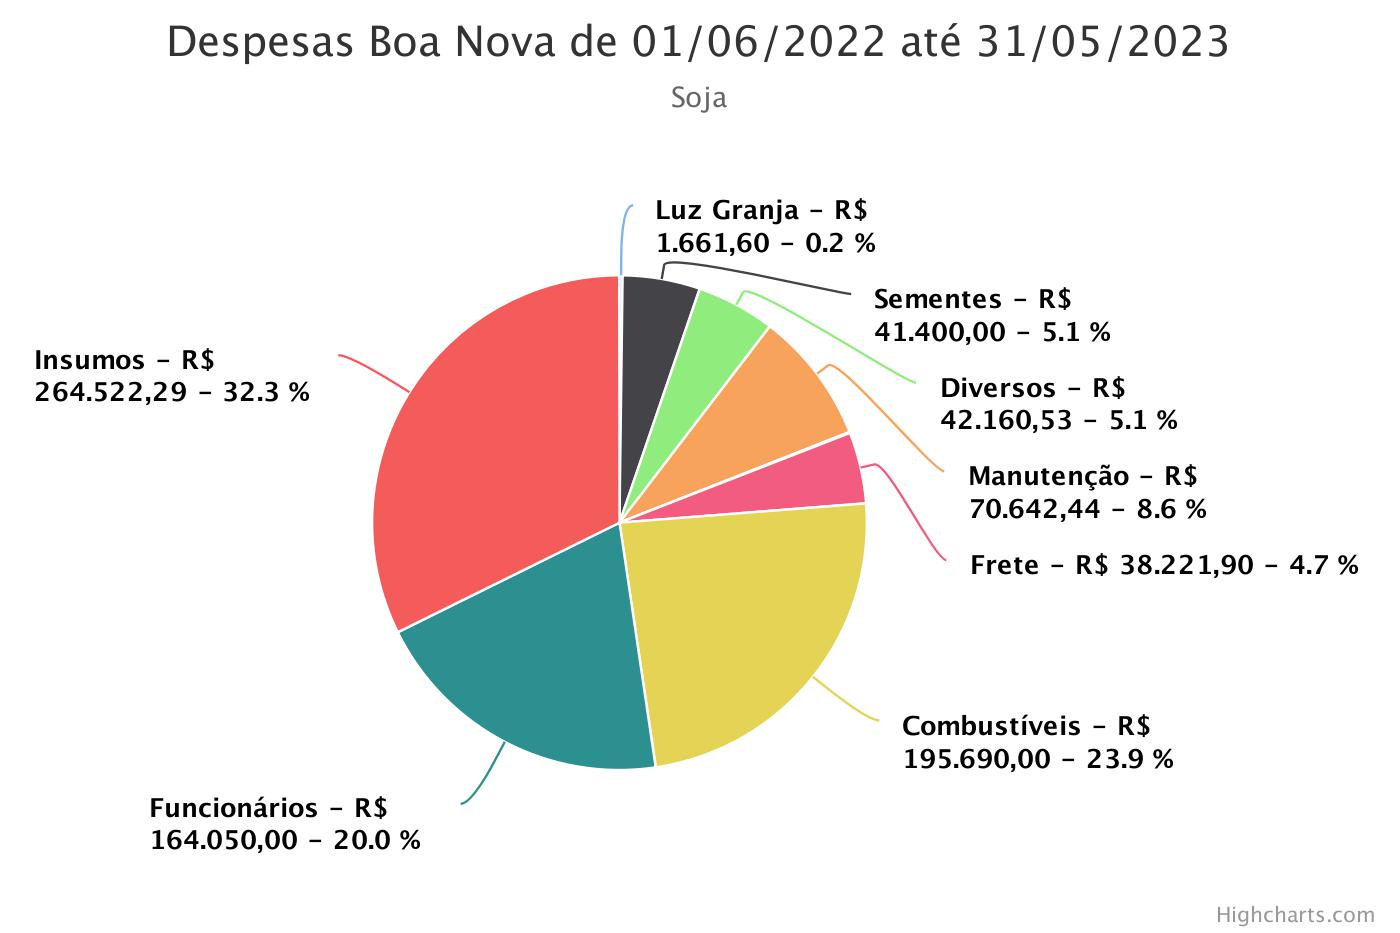 Despesas Boa Nova de 01/06/2022 até 31/05/2023
Soja
Luz Granja – R$
1.661,60 – 0.2 %
Sementes – R$
41.400,00 – 5.1 %
Diversos – R$
42.160,53 – 5.1 %
Manutenção – R$
70.642,44 – 8.6 %
Frete – R$ 38.221,90 – 4.7 %
Combustíveis – R$
195.690,00 – 23.9 %
Funcionários – R$
164.050,00 – 20.0 %
Insumos – R$
264.522,29 – 32.3 %
Highcharts.com